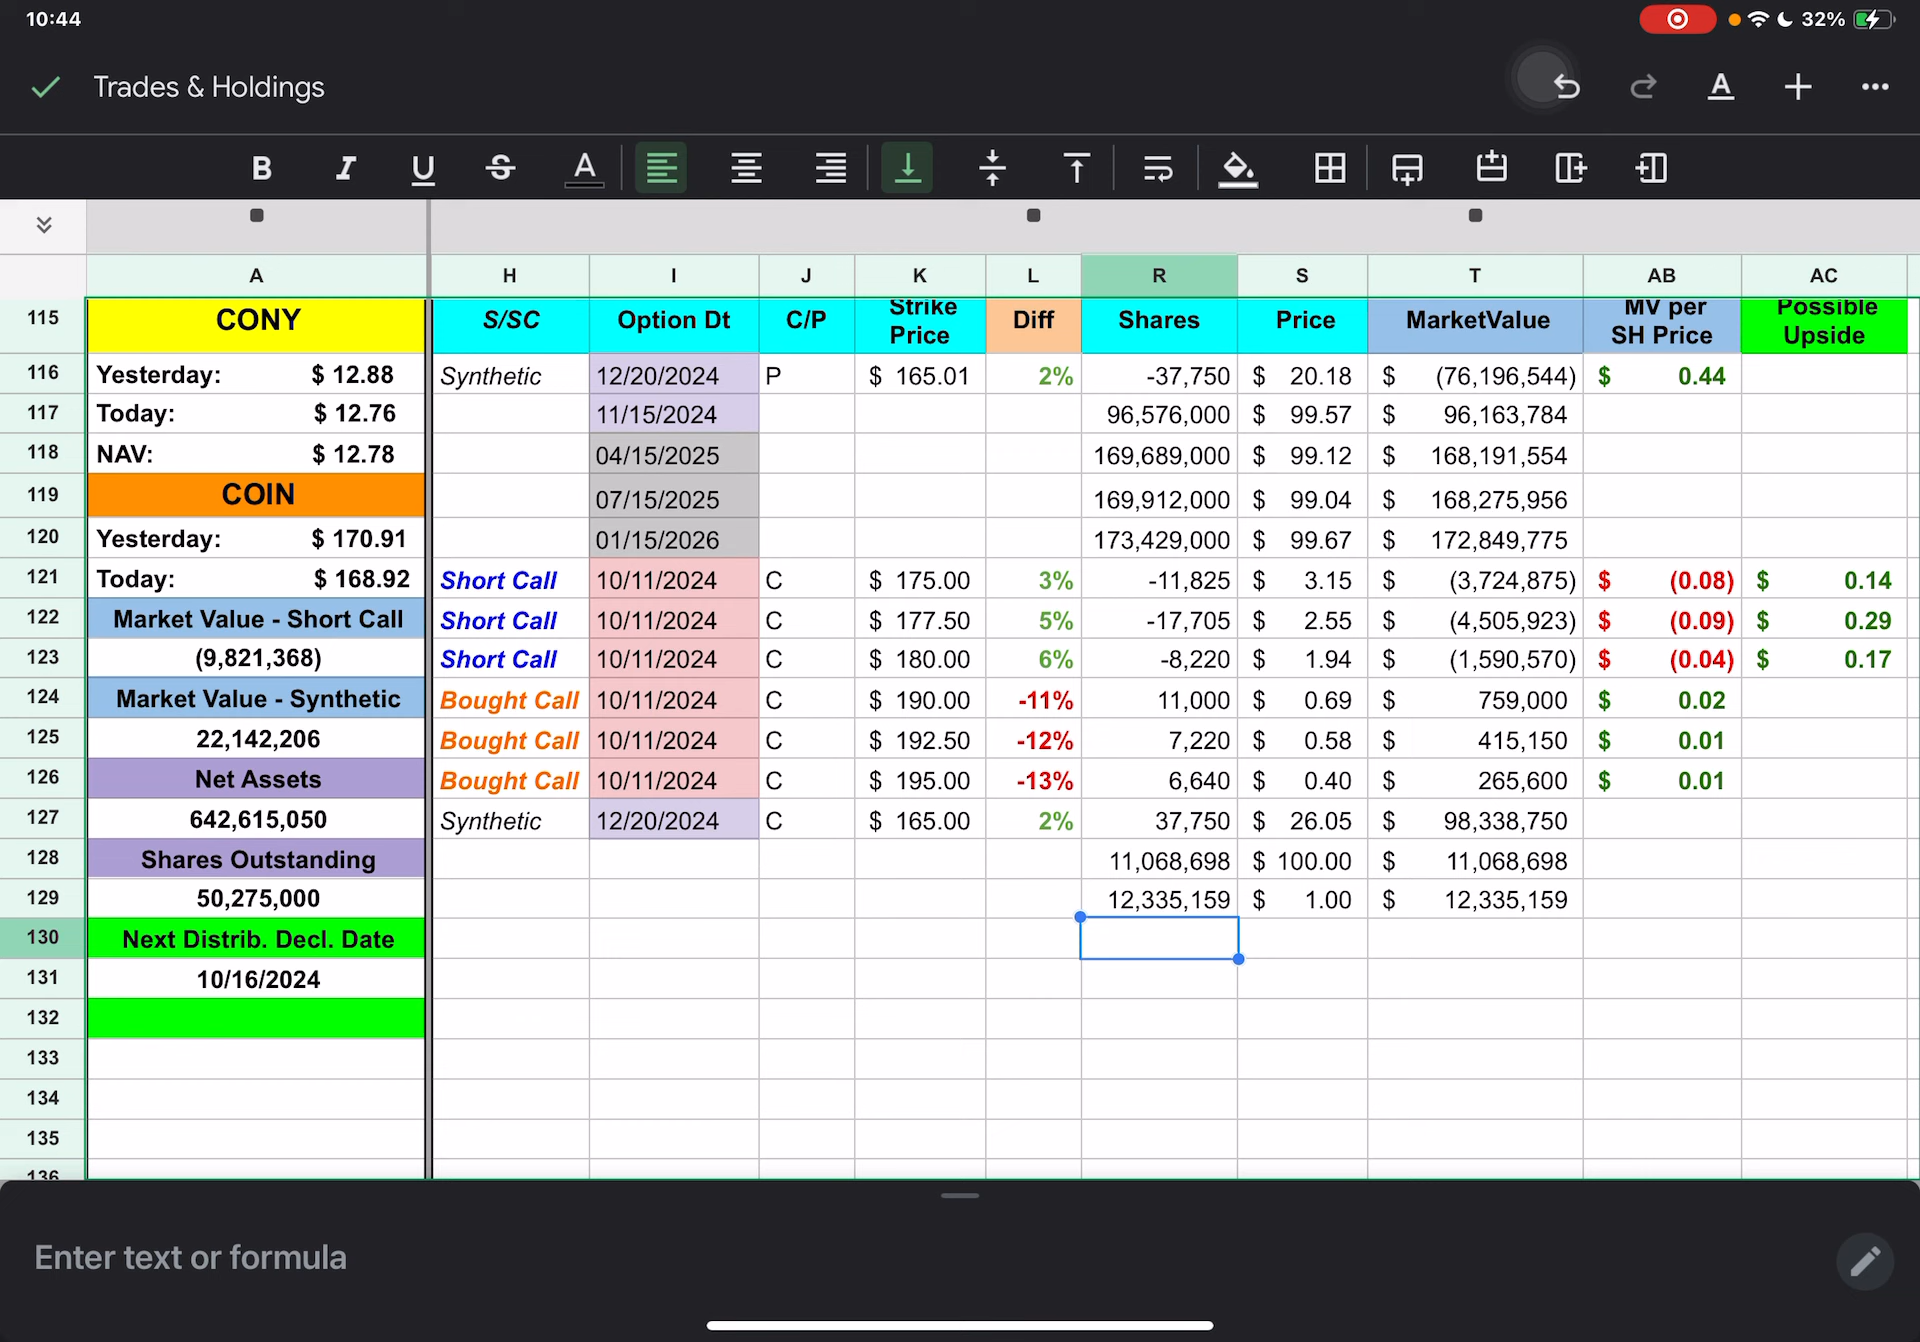 10:44
32%
Trades & Holdings
B I U S A
A H I J K L R S T AB AC
115 CONY S/SC Option Dt C/P Strike Price Diff Shares Price MarketValue MV per SH Price Possible Upside
116 Yesterday: $ 12.88 Synthetic 12/20/2024 P $ 165.01 2% -37,750 $ 20.18 $ (76,196,544) $ 0.44
117 Today: $ 12.76 11/15/2024 96,576,000 $ 99.57 $ 96,163,784
118 NAV: $ 12.78 04/15/2025 169,689,000 $ 99.12 $ 168,191,554
119 COIN 07/15/2025 169,912,000 $ 99.04 $ 168,275,956
120 Yesterday: $ 170.91 01/15/2026 173,429,000 $ 99.67 $ 172,849,775
121 Today: $ 168.92 Short Call 10/11/2024 C $ 175.00 3% -11,825 $ 3.15 $ (3,724,875) $ (0.08) $ 0.14
122 Market Value - Short Call Short Call 10/11/2024 C $ 177.50 5% -17,705 $ 2.55 $ (4,505,923) $ (0.09) $ 0.29
123 (9,821,368) Short Call 10/11/2024 C $ 180.00 6% -8,220 $ 1.94 $ (1,590,570) $ (0.04) $ 0.17
124 Market Value - Synthetic Bought Call 10/11/2024 C $ 190.00 -11% 11,000 $ 0.69 $ 759,000 $ 0.02
125 22,142,206 Bought Call 10/11/2024 C $ 192.50 -12% 7,220 $ 0.58 $ 415,150 $ 0.01
126 Net Assets Bought Call 10/11/2024 C $ 195.00 -13% 6,640 $ 0.40 $ 265,600 $ 0.01
127 642,615,050 Synthetic 12/20/2024 C $ 165.00 2% 37,750 $ 26.05 $ 98,338,750
128 Shares Outstanding 11,068,698 $ 100.00 $ 11,068,698
129 50,275,000 12,335,159 $ 1.00 $ 12,335,159
130 Next Distrib. Decl. Date
131 10/16/2024
132
133
134
135
136
Enter text or formula